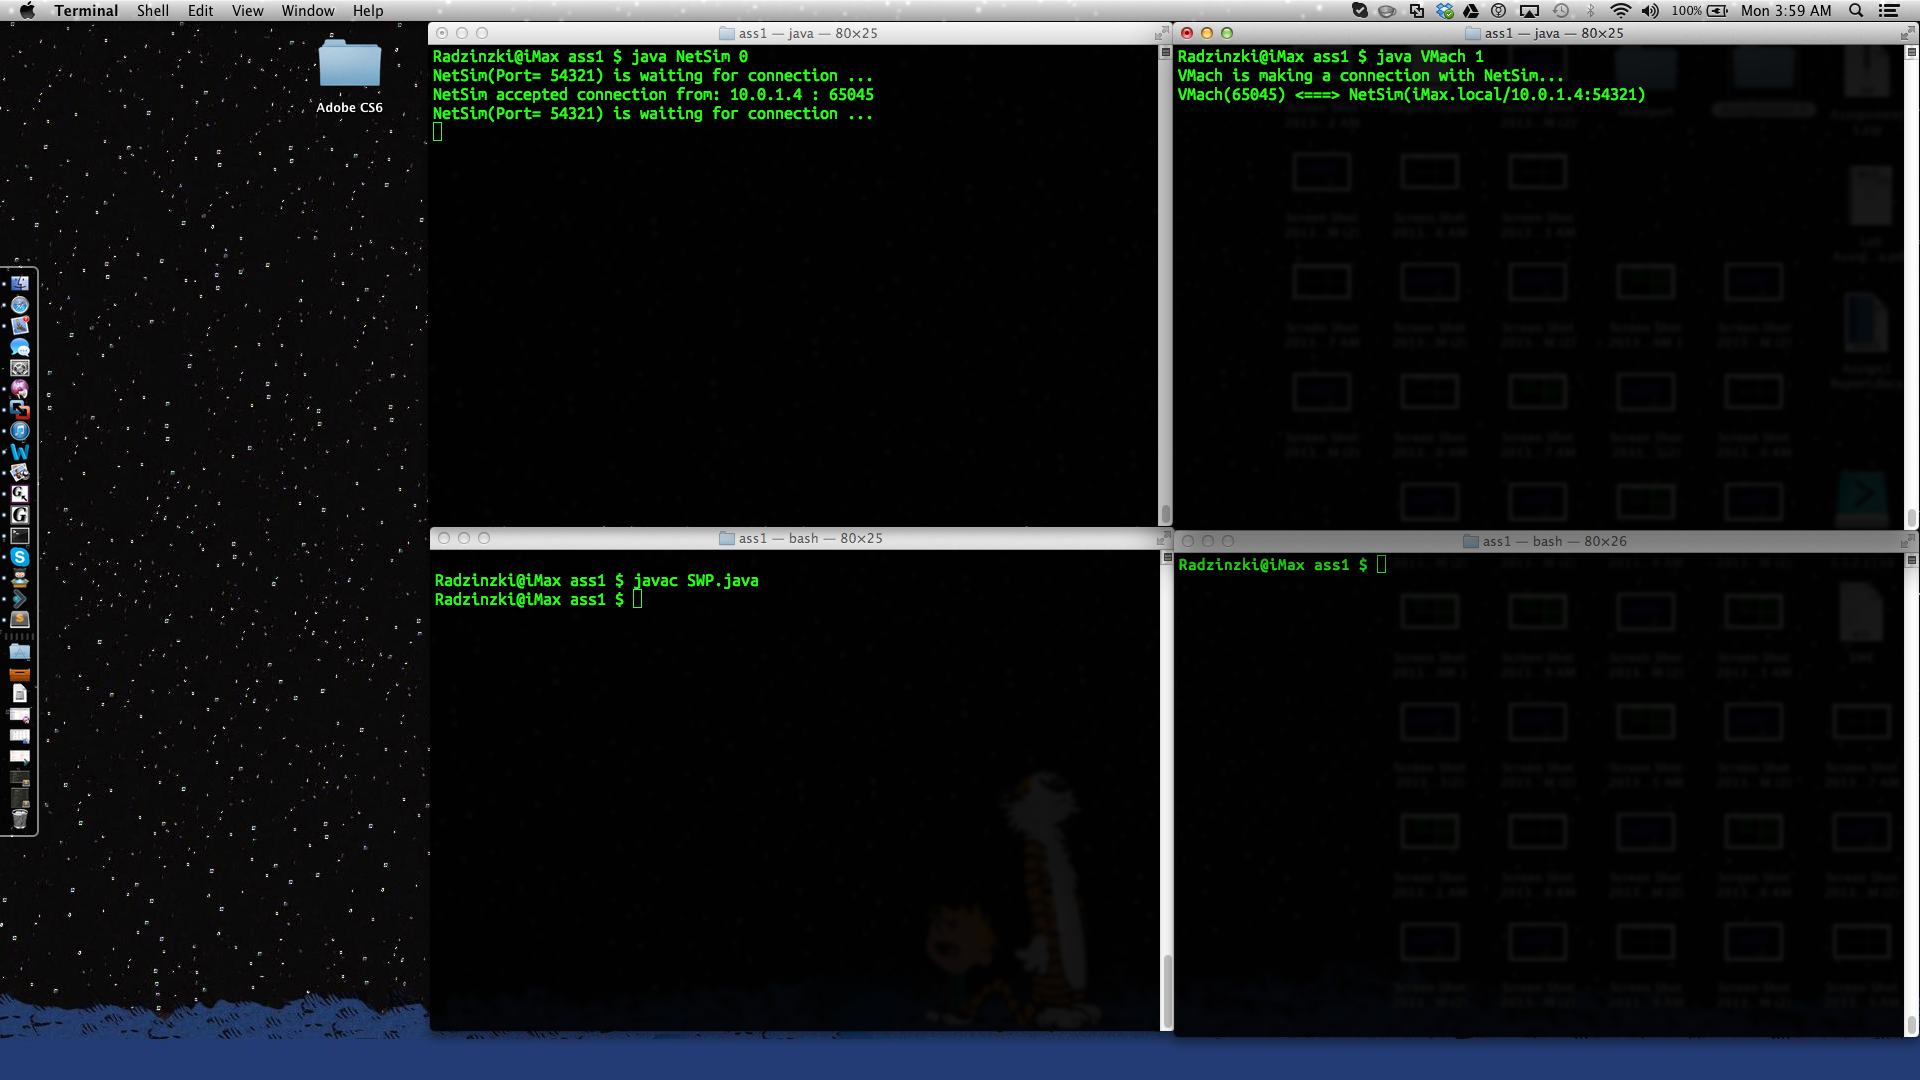 Terminal Shell Edit View Window Help
100% Mon 3:59 AM
Adobe CS6
ass1 — java — 80×25
Radzinzki@iMax ass1 $ java NetSim 0
NetSim(Port= 54321) is waiting for connection ...
NetSim accepted connection from: 10.0.1.4 : 65045
NetSim(Port= 54321) is waiting for connection ...
ass1 — java — 80×25
Radzinzki@iMax ass1 $ java VMach 1
VMach is making a connection with NetSim...
VMach(65045) <===> NetSim(iMax.local/10.0.1.4:54321)
ass1 — bash — 80×25
Radzinzki@iMax ass1 $ javac SWP.java
Radzinzki@iMax ass1 $
ass1 — bash — 80×26
Radzinzki@iMax ass1 $